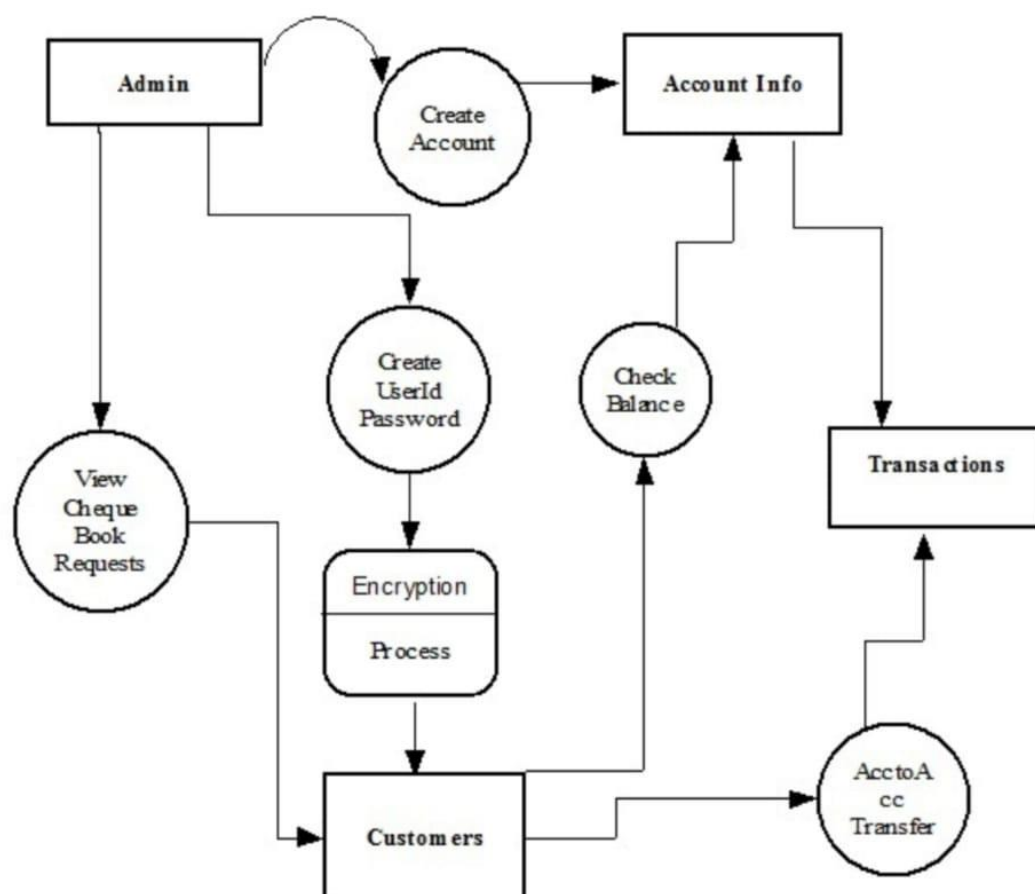 Admin
Create
Account
Account Info
Create
UserId
Password
Check
Balance
Transactions
View
Cheque
Book
Requests
Encryption
Process
Customers
AcctoA
cc
Transfer